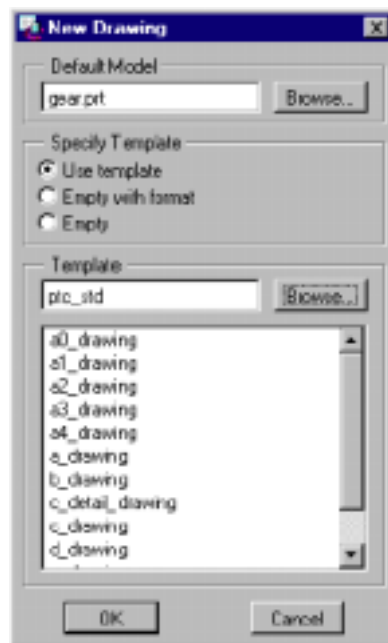 New Drawing
Default Model
gear.prt
Browse...
Specify Template
Use template
Empty with format
Empty
Template
ptc_std
Browse...
a0_drawing
a1_drawing
a2_drawing
a3_drawing
a4_drawing
a_drawing
b_drawing
c_detail_drawing
c_drawing
d_drawing
OK
Cancel